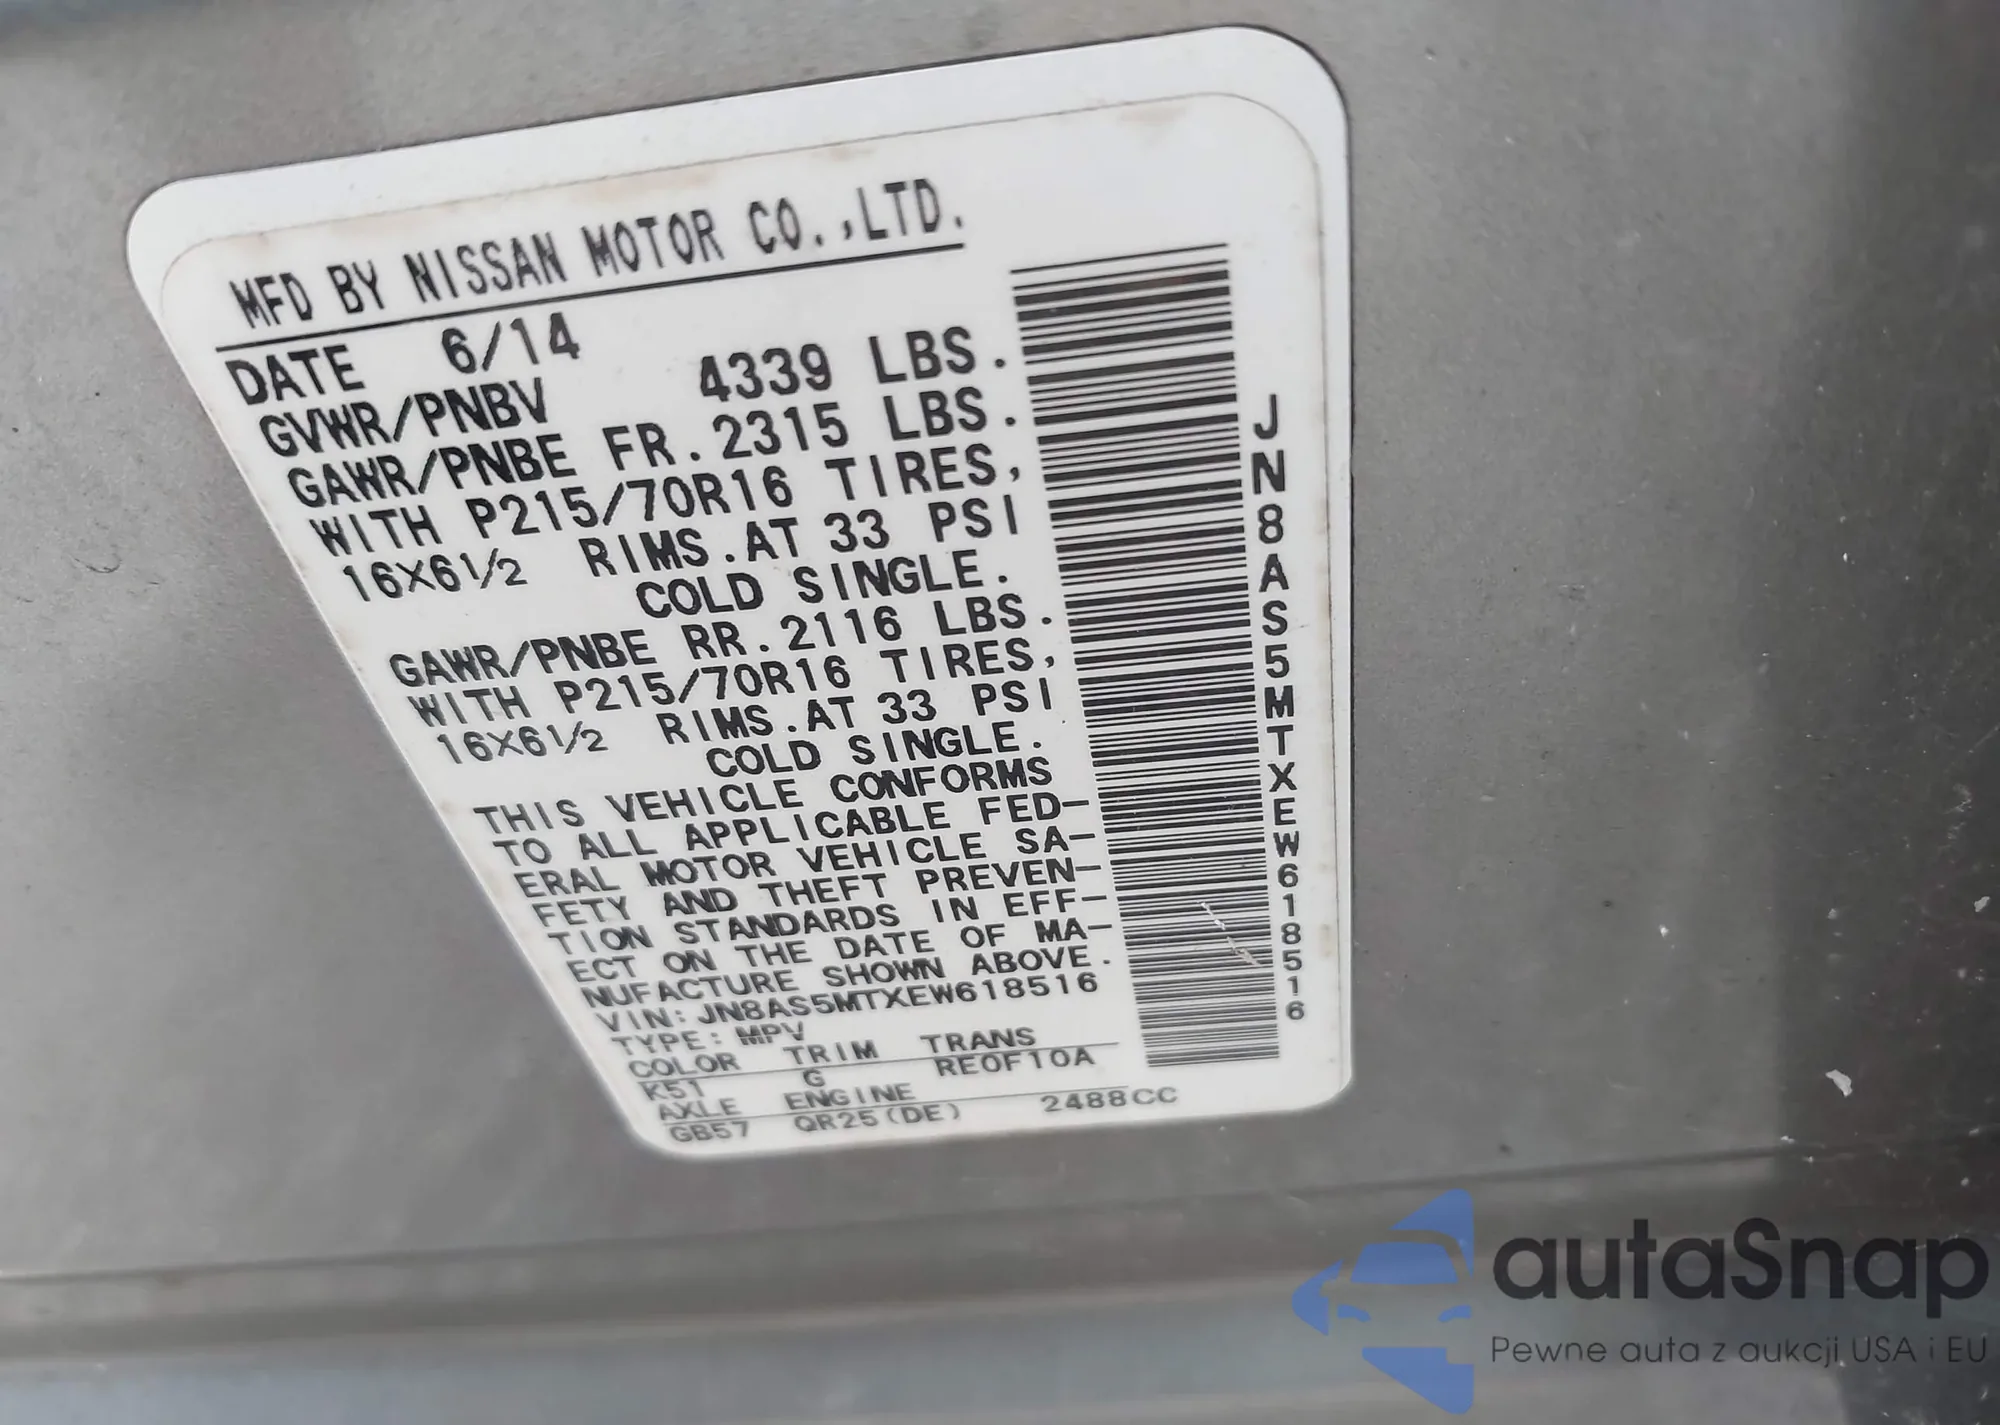 MFD BY NISSAN MOTOR CO.,LTD.
DATE 6/14
GVWR/PNBV 4339 LBS.
GAWR/PNBE FR.2315 LBS.
WITH P215/70R16 TIRES,
16X6½ RIMS.AT 33 PSI
COLD SINGLE.
GAWR/PNBE RR.2116 LBS.
WITH P215/70R16 TIRES,
16X6½ RIMS.AT 33 PSI
COLD SINGLE.
THIS VEHICLE CONFORMS
TO ALL APPLICABLE FED-
ERAL MOTOR VEHICLE SA-
FETY AND THEFT PREVEN-
TION STANDARDS IN EFF-
ECT ON THE DATE OF MA-
NUFACTURE SHOWN ABOVE.
VIN: JN8AS5MTXEW618516
TYPE: MPV
COLOR TRIM TRANS
K51 G RE0F10A
AXLE ENGINE
GB57 QR25(DE) 2488CC
JN8AS5MTXEW618516
autaSnap
Pewne auta z aukcji USA i EU